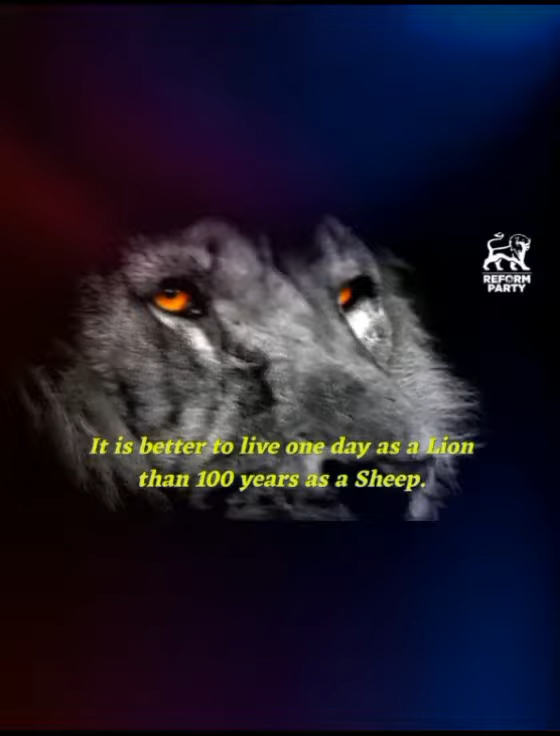 REFORM
PARTY
It is better to live one day as a Lion
than 100 years as a Sheep.